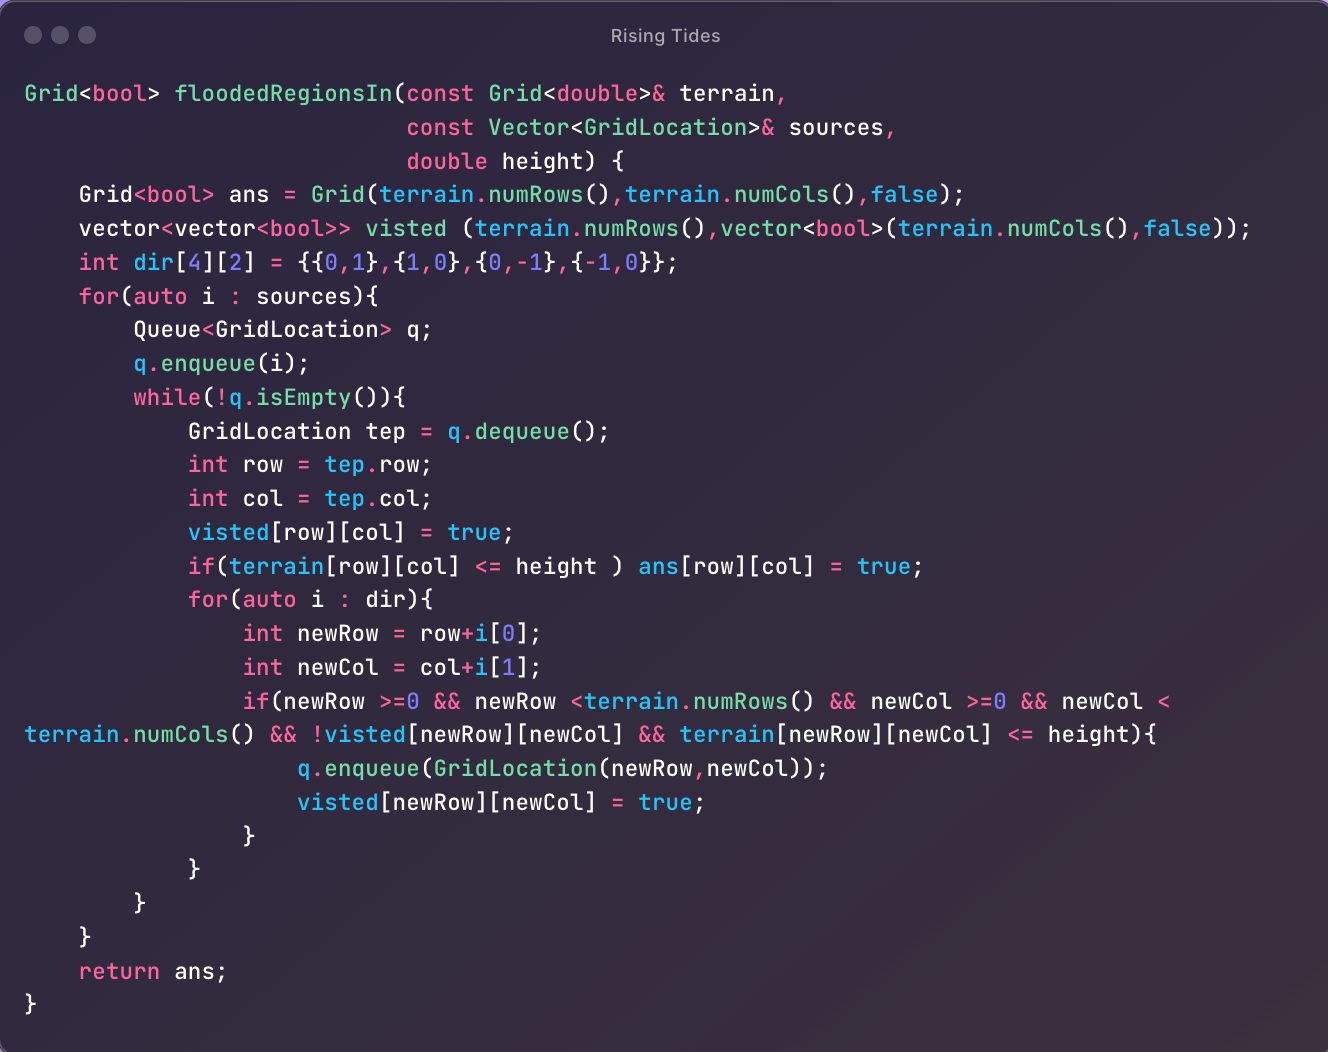 Rising Tides
Grid<bool> floodedRegionsIn(const Grid<double>& terrain,
                            const Vector<GridLocation>& sources,
                            double height) {
    Grid<bool> ans = Grid(terrain.numRows(),terrain.numCols(),false);
    vector<vector<bool>> visted (terrain.numRows(),vector<bool>(terrain.numCols(),false));
    int dir[4][2] = {{0,1},{1,0},{0,-1},{-1,0}};
    for(auto i : sources){
        Queue<GridLocation> q;
        q.enqueue(i);
        while(!q.isEmpty()){
            GridLocation tep = q.dequeue();
            int row = tep.row;
            int col = tep.col;
            visted[row][col] = true;
            if(terrain[row][col] <= height ) ans[row][col] = true;
            for(auto i : dir){
                int newRow = row+i[0];
                int newCol = col+i[1];
                if(newRow >=0 && newRow <terrain.numRows() && newCol >=0 && newCol <
terrain.numCols() && !visted[newRow][newCol] && terrain[newRow][newCol] <= height){
                    q.enqueue(GridLocation(newRow,newCol));
                    visted[newRow][newCol] = true;
                }
            }
        }
    }
    return ans;
}